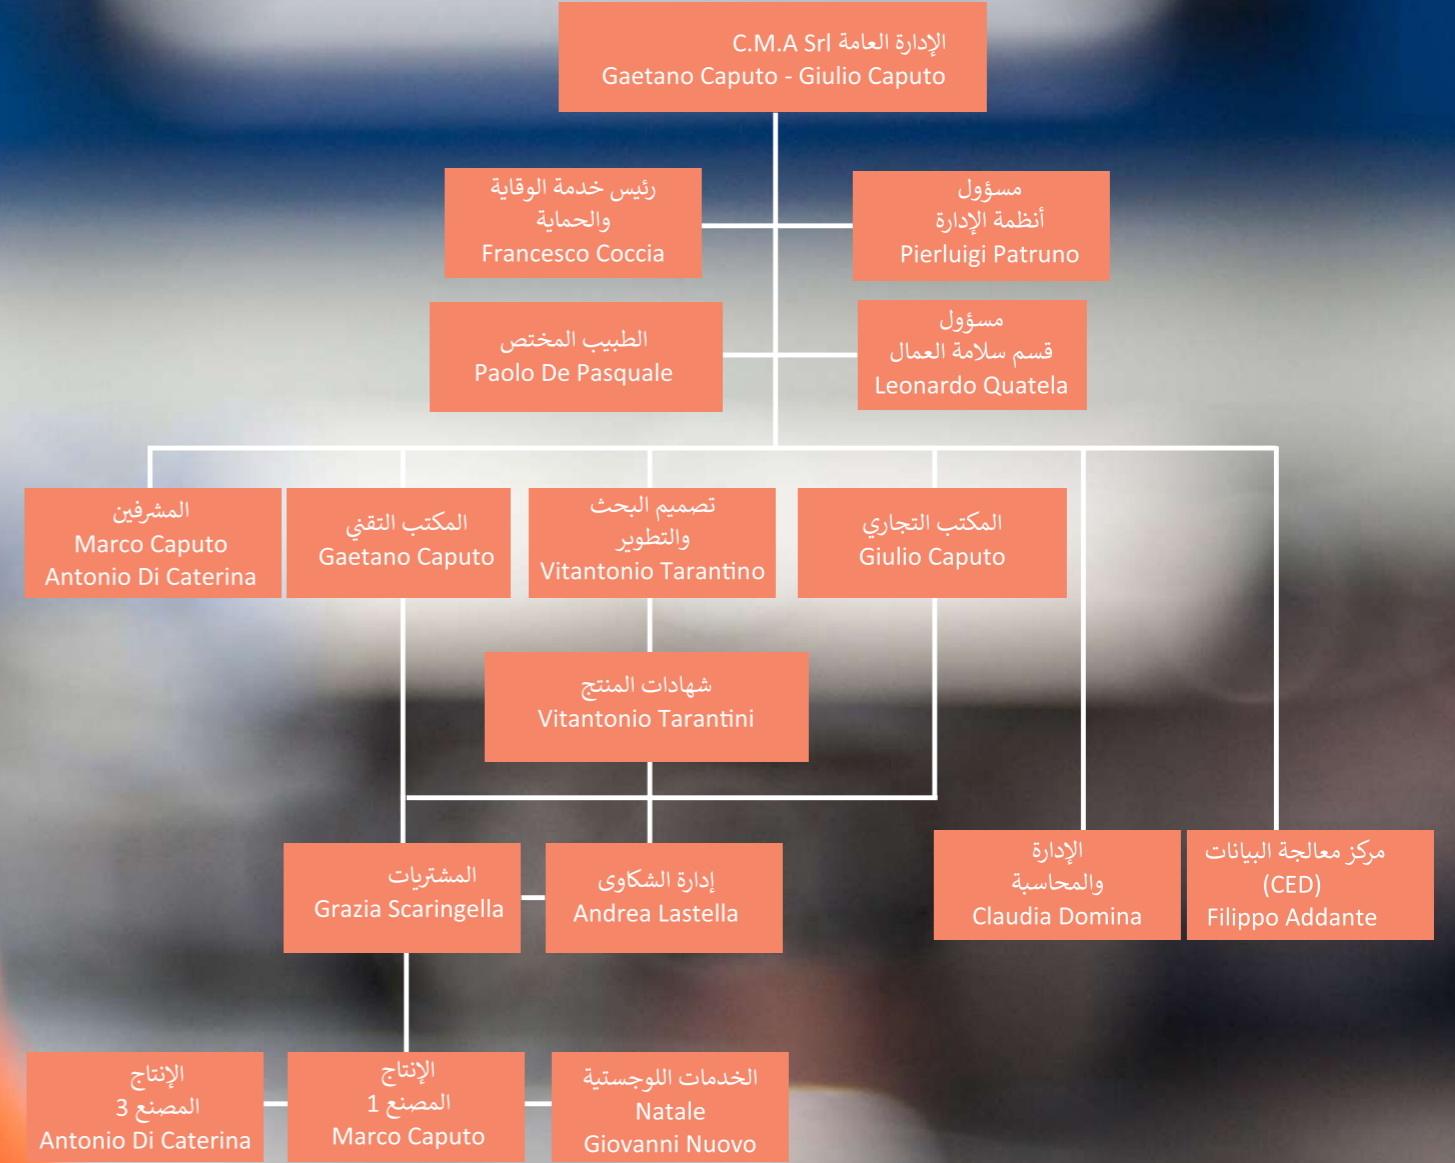 الإدارة العامة C.M.A Srl
Gaetano Caputo - Giulio Caputo
رئيس خدمة الوقاية
والحماية
Francesco Coccia
مسؤول
أنظمة الإدارة
Pierluigi Patruno
الطبيب المختص
Paolo De Pasquale
مسؤول
قسم سلامة العمال
Leonardo Quatela
المشرفين
Marco Caputo
Antonio Di Caterina
المكتب التقني
Gaetano Caputo
تصميم البحث
والتطوير
Vitantonio Tarantino
المكتب التجاري
Giulio Caputo
شهادات المنتج
Vitantonio Tarantini
المشتريات
Grazia Scaringella
إدارة الشكاوى
Andrea Lastella
الإدارة
والمحاسبة
Claudia Domina
مركز معالجة البيانات
(CED)
Filippo Addante
الإنتاج
المصنع 3
Antonio Di Caterina
الإنتاج
المصنع 1
Marco Caputo
الخدمات اللوجستية
Natale
Giovanni Nuovo